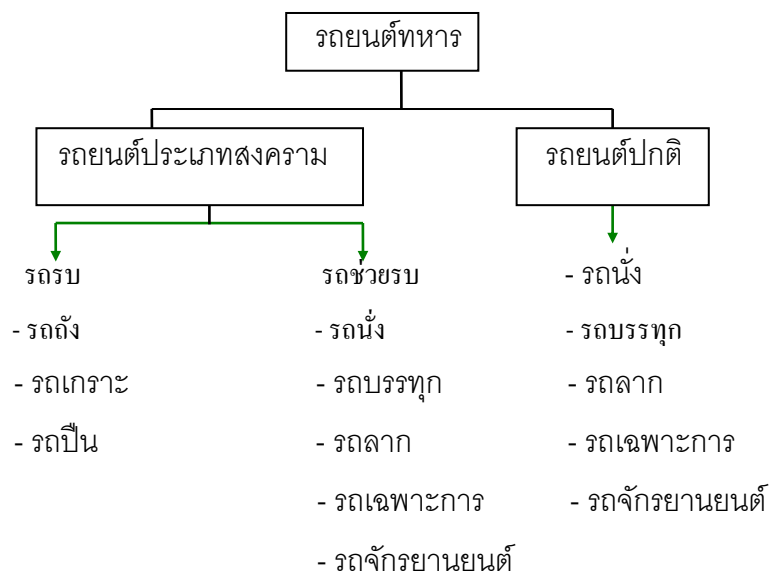 รถยนต์ทหาร
รถยนต์ประเภทสงคราม
รถยนต์ปกติ
รถรบ
- รถถัง
- รถเกราะ
- รถปืน
รถช่วยรบ
- รถนั่ง
- รถบรรทุก
- รถลาก
- รถเฉพาะการ
- รถจักรยานยนต์
- รถนั่ง
- รถบรรทุก
- รถลาก
- รถเฉพาะการ
- รถจักรยานยนต์